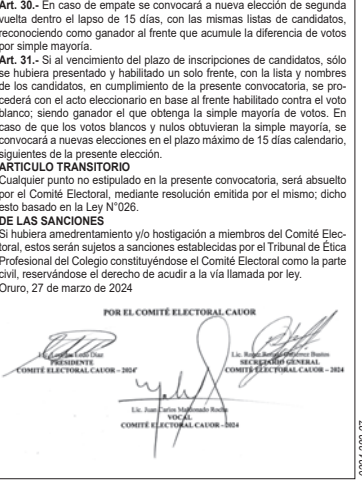 Art. 30.- En caso de empate se convocará a nueva elección de segunda
vuelta dentro el lapso de 15 días, con las mismas listas de candidatos,
reconociendo como ganador al frente que acumule la diferencia de votos
por simple mayoría.
Art. 31.- Si al vencimiento del plazo de inscripciones de candidatos, sólo
se hubiera presentado y habilitado un solo frente, con la lista y nombres
de los candidatos, en cumplimiento de la presente convocatoria, se pro-
cederá con el acto eleccionario en base al frente habilitado contra el voto
blanco; siendo ganador el que obtenga la simple mayoría de votos. En
caso de que los votos blancos y nulos obtuvieran la simple mayoría, se
convocará a nuevas elecciones en el plazo máximo de 15 días calendario,
siguientes de la presente elección.
ARTICULO TRANSITORIO
Cualquier punto no estipulado en la presente convocatoria, será absuelto
por el Comité Electoral, mediante resolución emitida por el mismo; dicho
esto basado en la Ley N°026.
DE LAS SANCIONES
Si hubiera amedrentamiento y/o hostigación a miembros del Comité Elec-
toral, estos serán sujetos a sanciones establecidas por el Tribunal de Ética
Profesional del Colegio constituyéndose el Comité Electoral como la parte
civil, reservándose el derecho de acudir a la vía llamada por ley.
Oruro, 27 de marzo de 2024
POR EL COMITÉ ELECTORAL CAUOR
Ledo Diaz
PRESIDENTE
COMITÉ ELECTORAL CAUOR – 2024
Lic. Roger Gutierrez Bustos
SECRETARIO GENERAL
COMITÉ ELECTORAL CAUOR – 2024
Lic. Juan Carlos Maldonado Rocha
VOCAL
COMITÉ ELECTORAL CAUOR – 2024